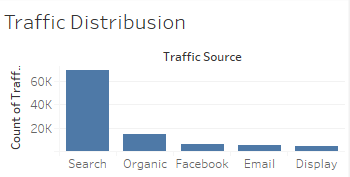 Traffic Distribusion
Traffic Source
Count of Traff..
60K
40K
20K
Search Organic Facebook Email Display